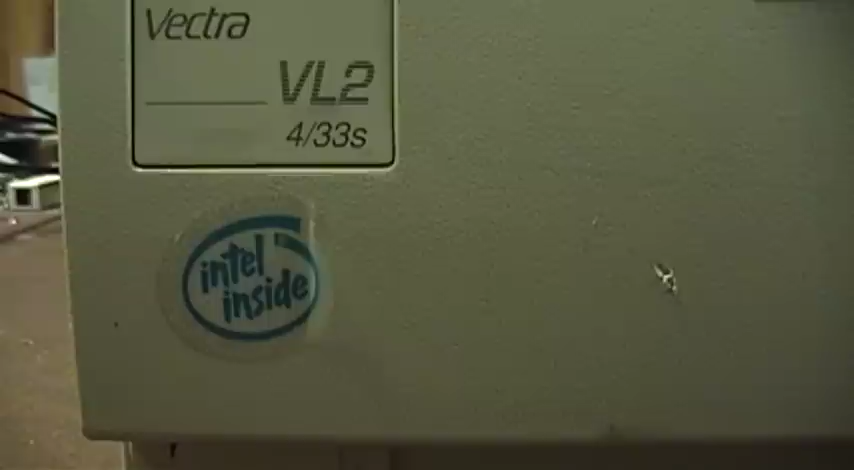 Vectra
VL2
4/33s
intel
inside